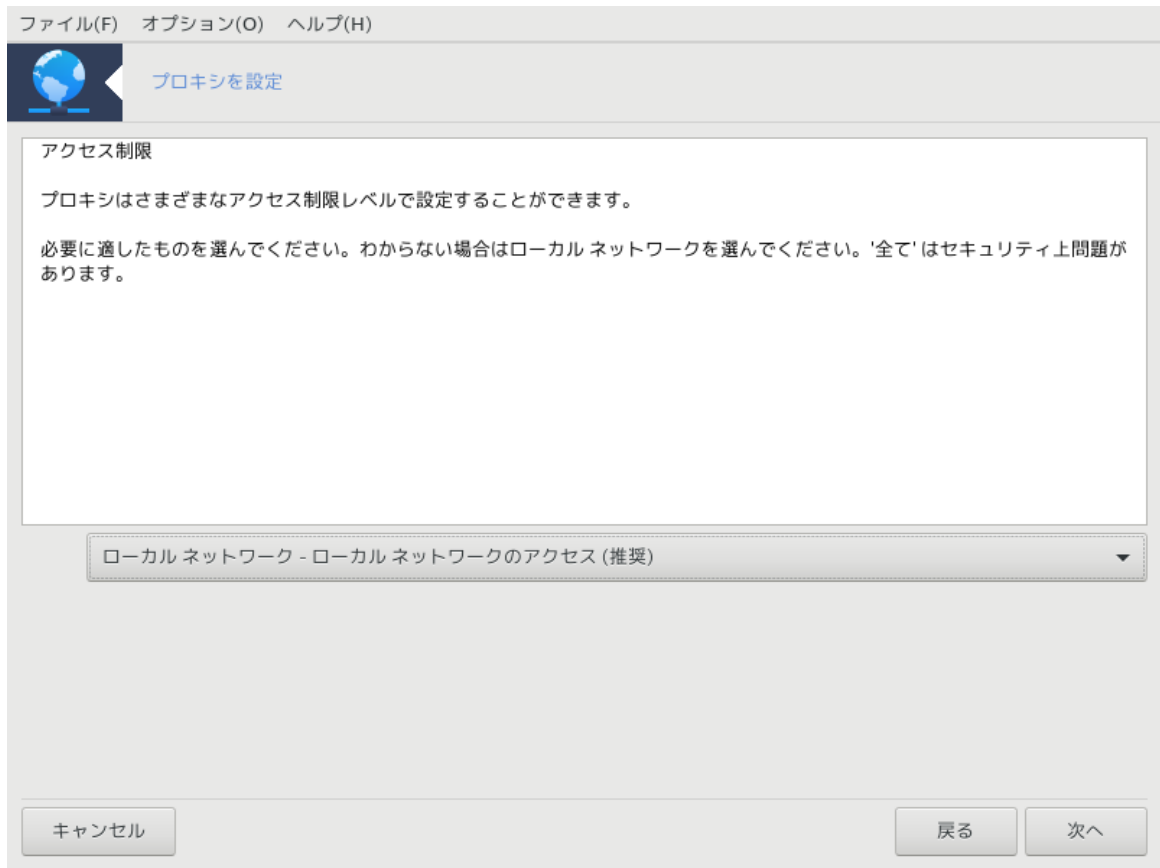 ファイル(F) オプション(O) ヘルプ(H)
プロキシを設定
アクセス制限
プロキシはさまざまなアクセス制限レベルで設定することができます。
必要に適したものを選んでください。わからない場合はローカル ネットワークを選んでください。'全て' はセキュリティ上問題が
あります。
ローカル ネットワーク - ローカル ネットワークのアクセス (推奨)
キャンセル 戻る 次へ